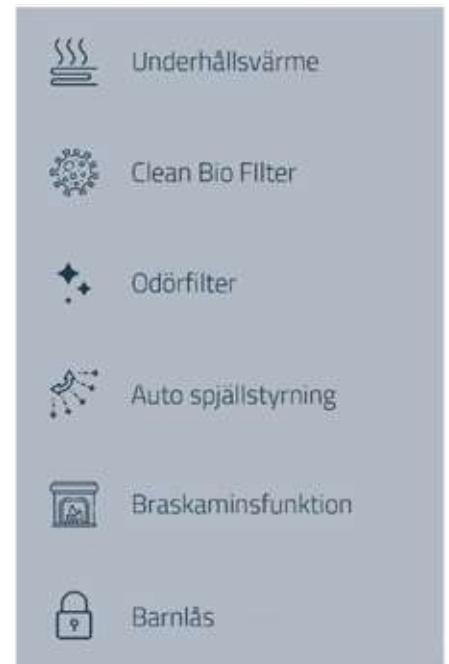 Underhållsvärme
Clean Bio FIlter
Odörfilter
Auto spjällstyrning
Braskaminsfunktion
Barnlås